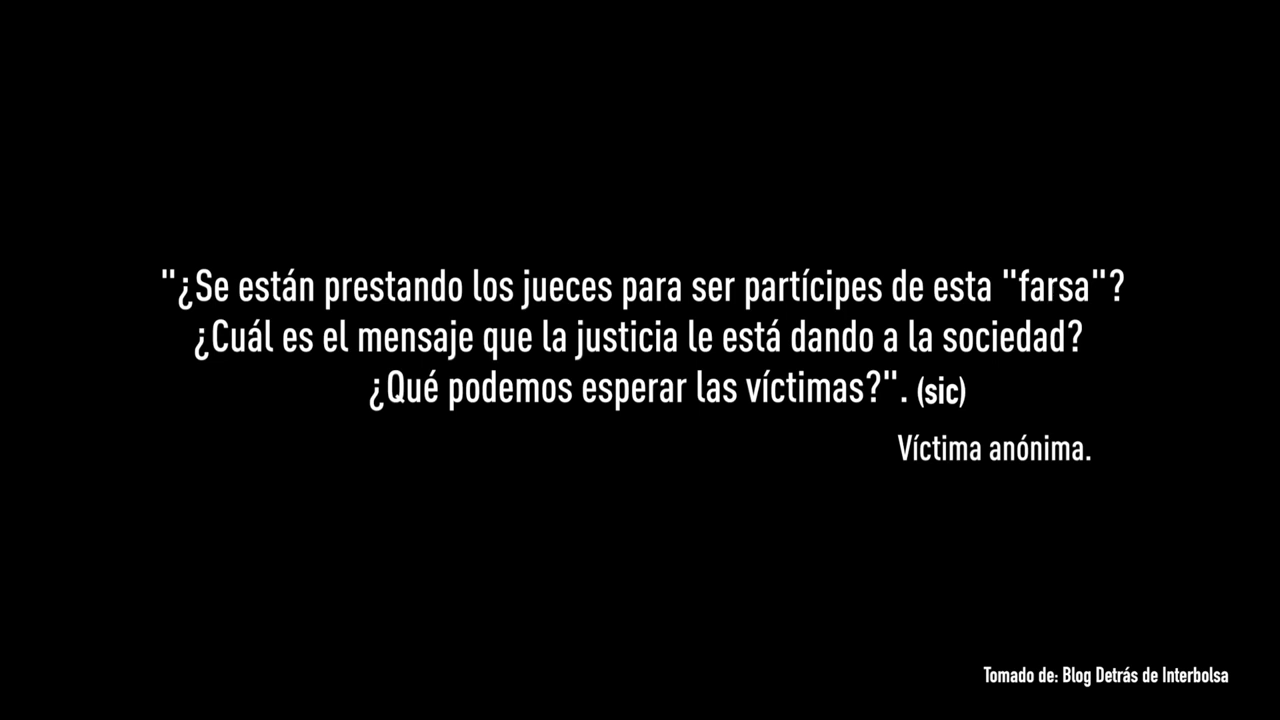 "¿Se están prestando los jueces para ser partícipes de esta "farsa"?
¿Cuál es el mensaje que la justicia le está dando a la sociedad?
¿Qué podemos esperar las víctimas?". (sic)
Víctima anónima.
Tomado de: Blog Detrás de Interbolsa